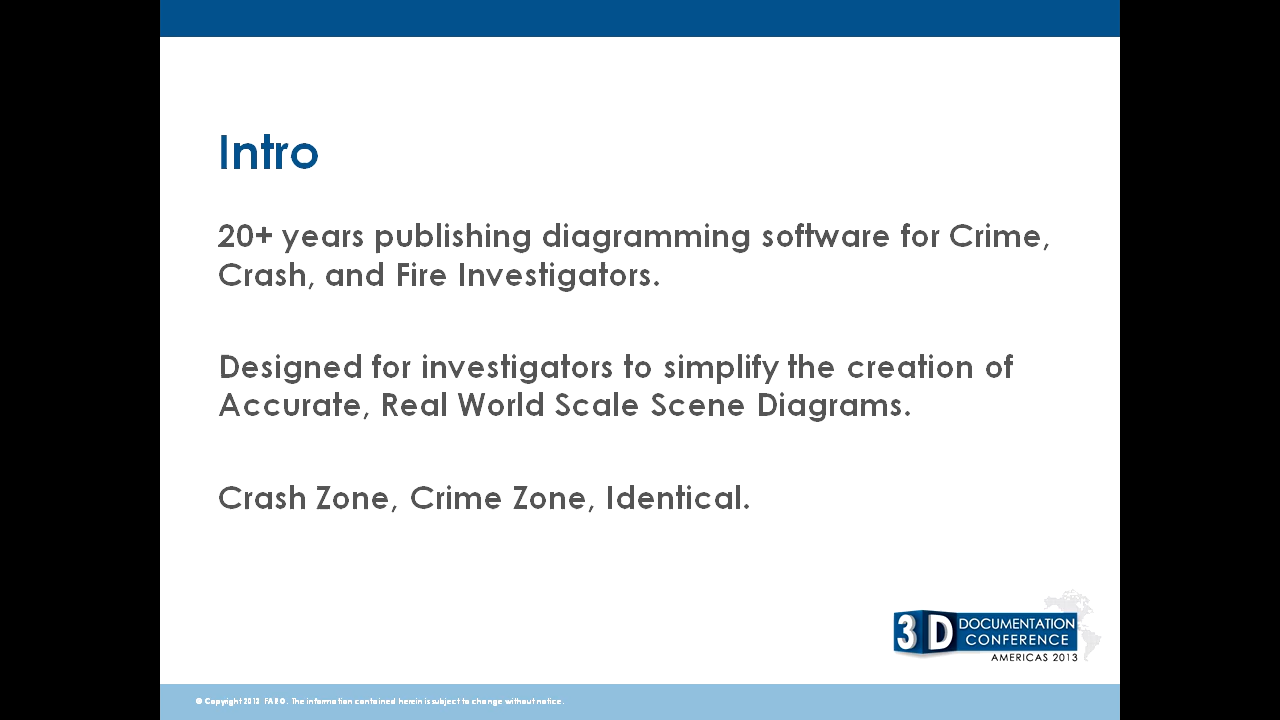 Intro
20+ years publishing diagramming software for Crime,
Crash, and Fire Investigators.
Designed for investigators to simplify the creation of
Accurate, Real World Scale Scene Diagrams.
Crash Zone, Crime Zone, Identical.
3D DOCUMENTATION
CONFERENCE
AMERICAS 2013
© Copyright 2013 FARO. The information contained herein is subject to change without notice.